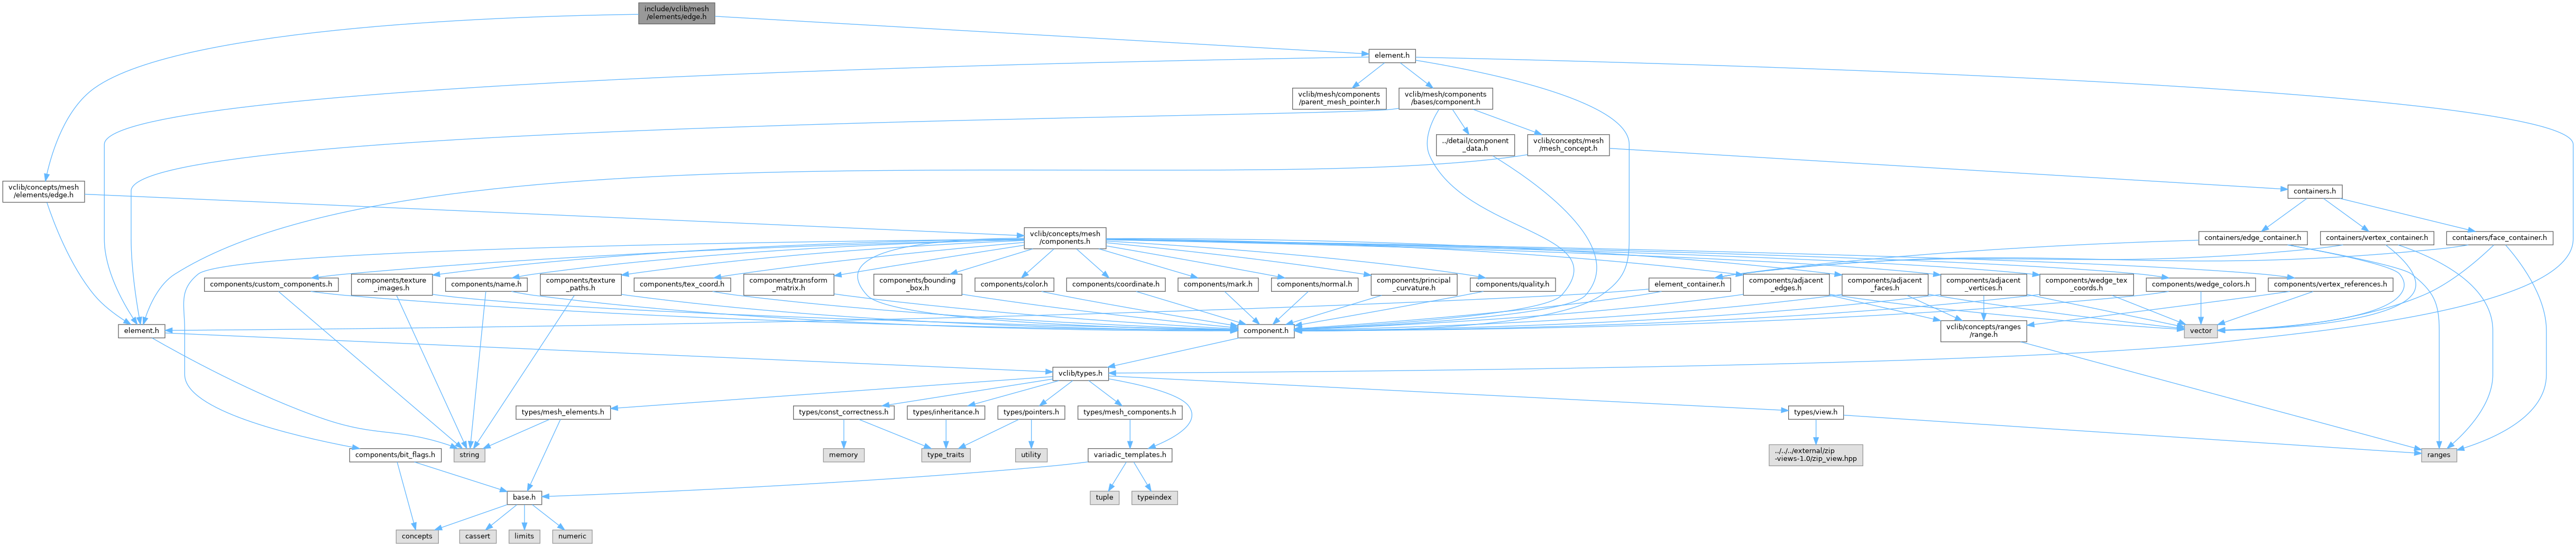 include/vclib/mesh
/elements/edge.h
element.h
vclib/mesh/components
/parent_mesh_pointer.h
vclib/mesh/components
/bases/component.h
../detail/component
_data.h
vclib/concepts/mesh
/mesh_concept.h
vclib/concepts/mesh
/elements/edge.h
containers.h
vclib/concepts/mesh
/components.h
containers/edge_container.h
containers/vertex_container.h
containers/face_container.h
components/custom_components.h
components/texture
_images.h
components/name.h
components/texture
_paths.h
components/tex_coord.h
components/transform
_matrix.h
components/bounding
_box.h
components/color.h
components/coordinate.h
components/mark.h
components/normal.h
components/principal
_curvature.h
components/quality.h
element_container.h
components/adjacent
_edges.h
components/adjacent
_faces.h
components/adjacent
_vertices.h
components/wedge_tex
_coords.h
components/wedge_colors.h
components/vertex_references.h
element.h
component.h
vclib/concepts/ranges
/range.h
vector
vclib/types.h
types/mesh_elements.h
types/const_correctness.h
types/inheritance.h
types/pointers.h
types/mesh_components.h
types/view.h
components/bit_flags.h
string
memory
type_traits
utility
variadic_templates.h
../../../external/zip
-views-1.0/zip_view.hpp
ranges
base.h
tuple
typeindex
concepts
cassert
limits
numeric